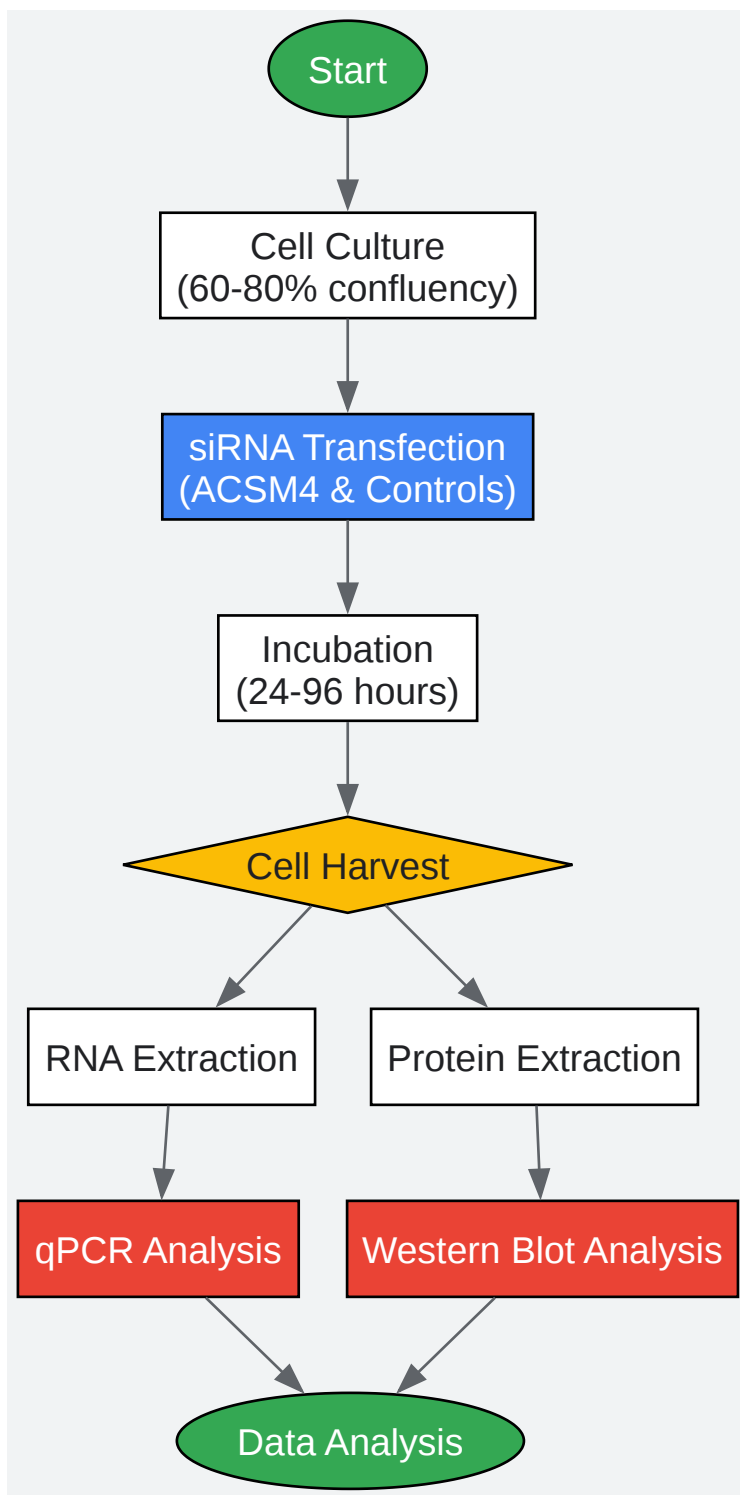 Start
Cell Culture
(60-80% confluency)
siRNA Transfection
(ACSM4 & Controls)
Incubation
(24-96 hours)
Cell Harvest
RNA Extraction
Protein Extraction
qPCR Analysis
Western Blot Analysis
Data Analysis